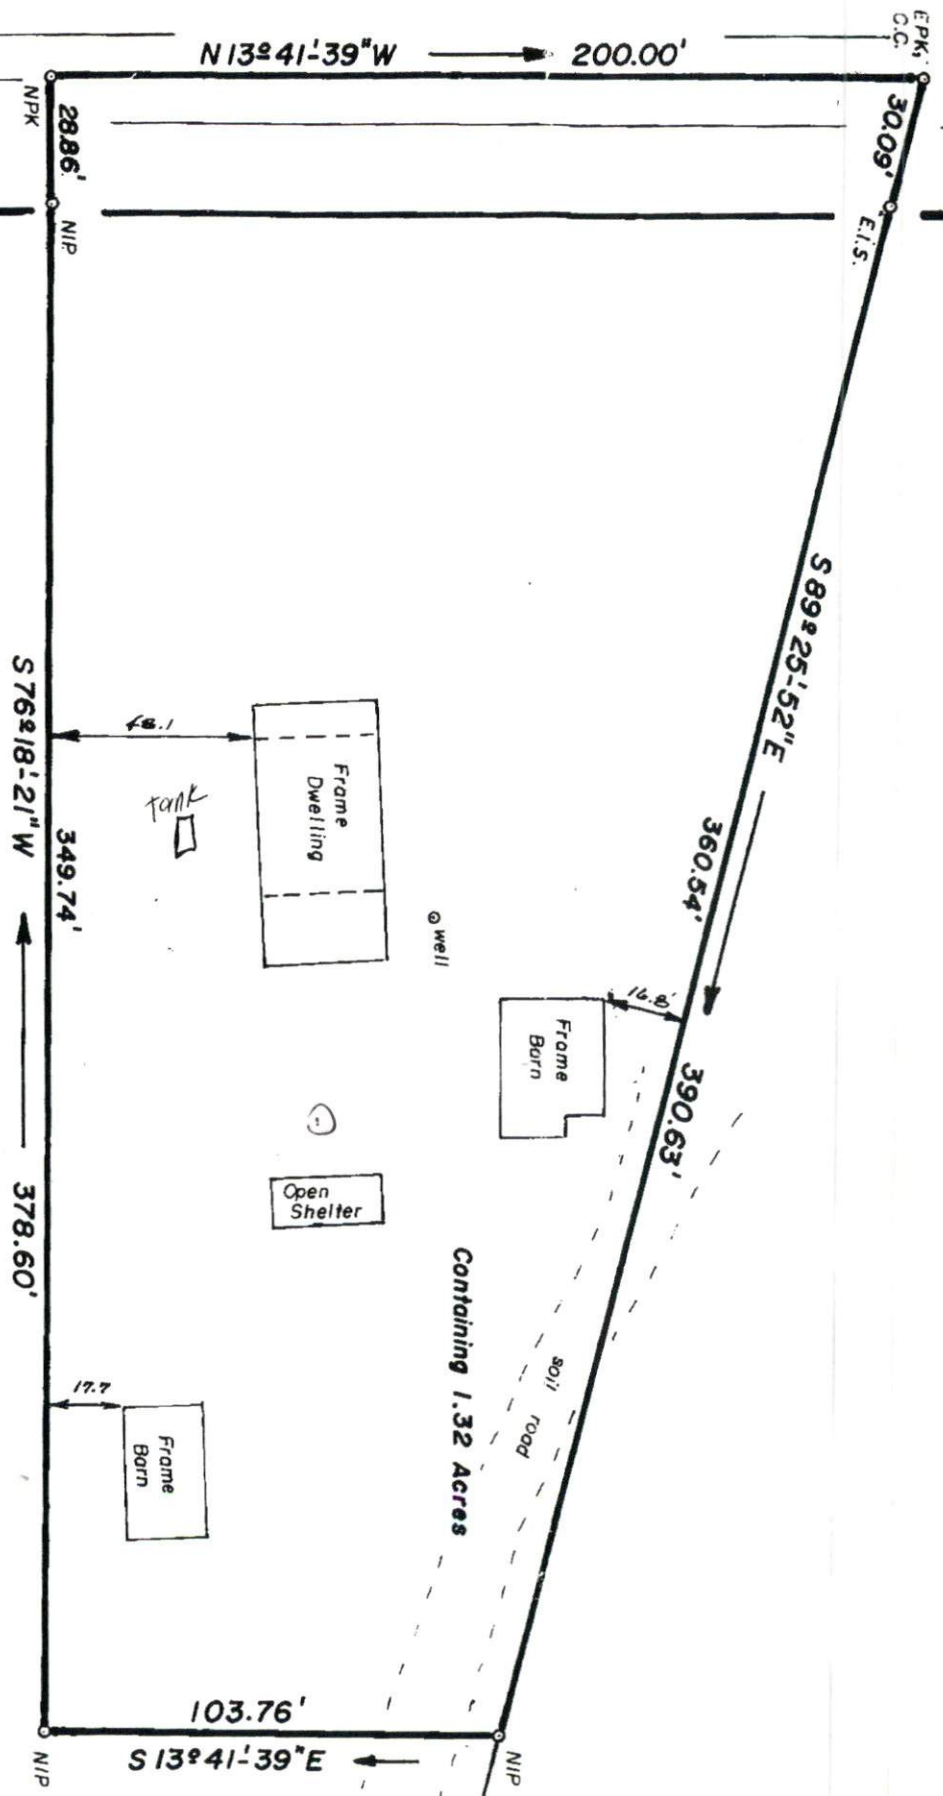 EPK,
C.C.
N 13º 41'-39" W
200.00'
30.09'
NPK
28.86'
NIP
E.I.S.
S 89º 25'-52" E
360.54'
390.63'
48.1
Frame
Dwelling
tank
well
16.8'
Frame
Barn
S 76º 18'-21" W
349.74'
378.60'
Open
Shelter
soil road
Containing 1.32 Acres
17.7
Frame
Barn
103.76'
S 13º 41'-39" E
NIP
NIP